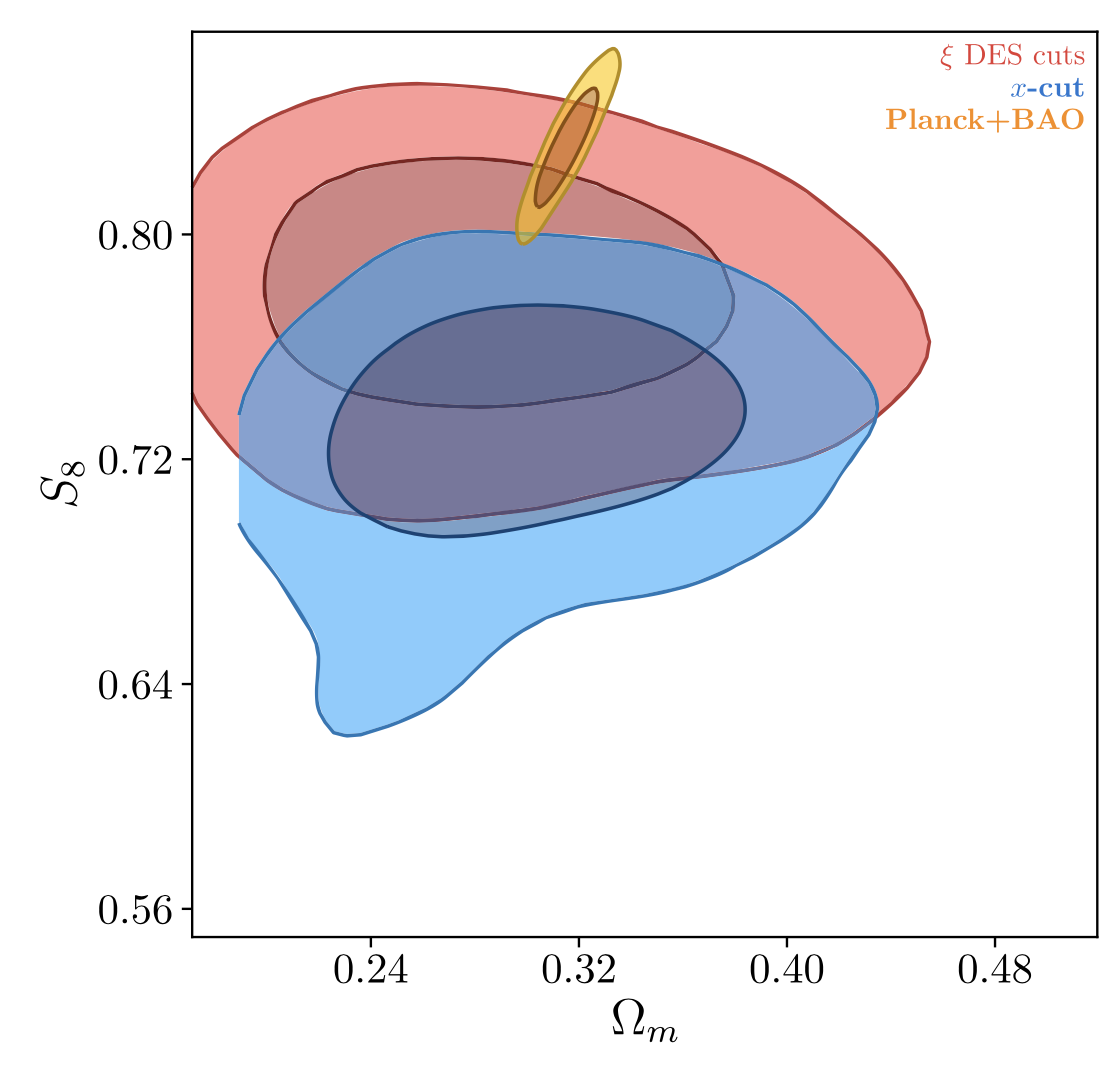 ξ DES cuts
x-cut
Planck+BAO
S₈
0.80
0.72
0.64
0.56
0.24 0.32 0.40 0.48
Ωₘ